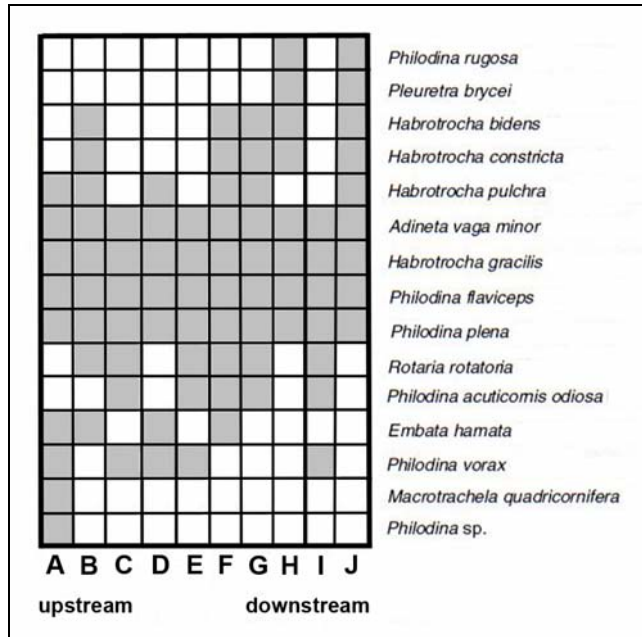 Philodina rugosa
Pleuretra brycei
Habrotrocha bidens
Habrotrocha constricta
Habrotrocha pulchra
Adineta vaga minor
Habrotrocha gracilis
Philodina flaviceps
Philodina plena
Rotaria rotatoria
Philodina acuticornis odiosa
Embata hamata
Philodina vorax
Macrotrachela quadricornifera
Philodina sp.
A B C D E F G H I J
upstream downstream